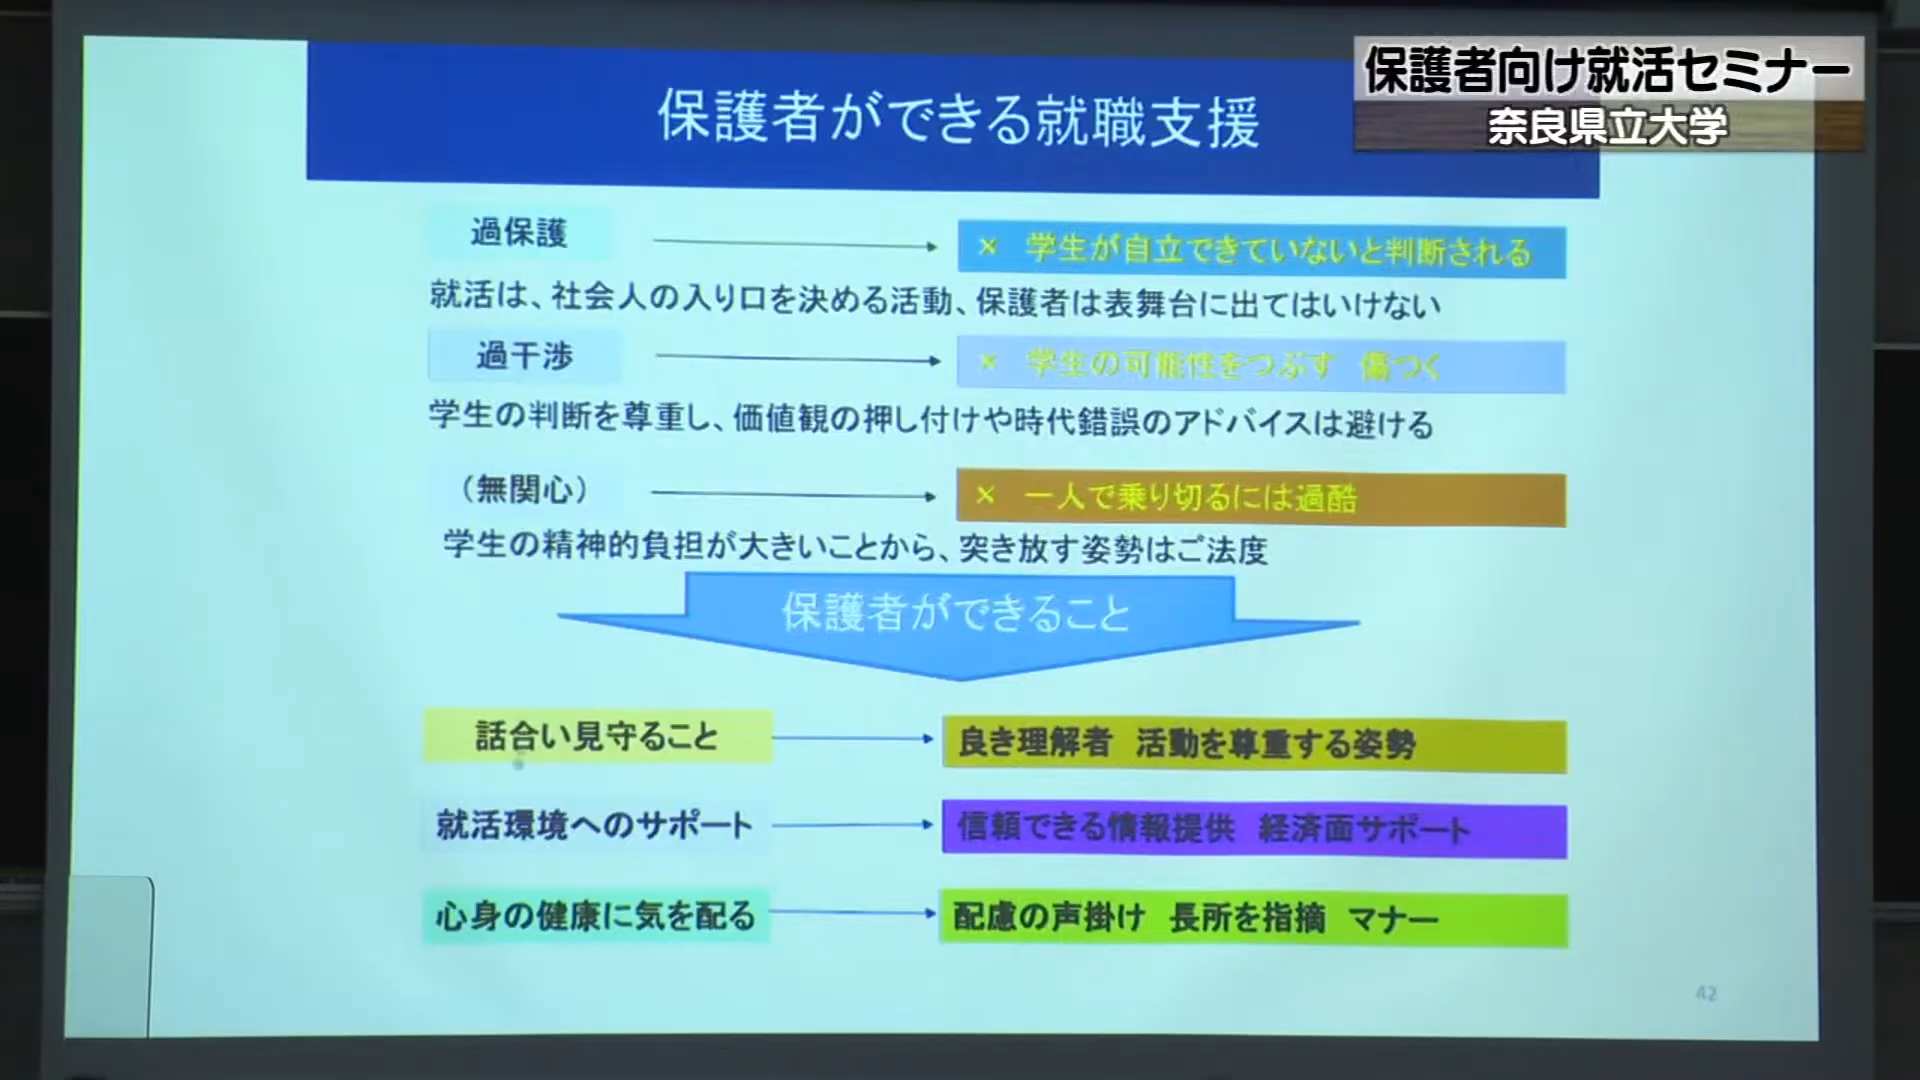 保護者向け就活セミナー
奈良県立大学
保護者ができる就職支援
過保護
× 学生が自立できていないと判断される
就活は、社会人の入り口を決める活動、保護者は表舞台に出てはいけない
過干渉
× 学生の可能性をつぶす 傷つく
学生の判断を尊重し、価値観の押し付けや時代錯誤のアドバイスは避ける
（無関心）
× 一人で乗り切るには過酷
学生の精神的負担が大きいことから、突き放す姿勢はご法度
保護者ができること
話合い見守ること
良き理解者 活動を尊重する姿勢
就活環境へのサポート
信頼できる情報提供 経済面サポート
心身の健康に気を配る
配慮の声掛け 長所を指摘 マナー
42